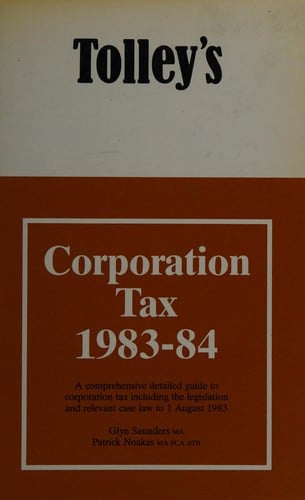 Tolley's
Corporation
Tax
1983-84
A comprehensive detailed guide to
corporation tax including the legislation
and relevant case law to 1 August 1983
Glyn Saunders MA
Patrick Noakes MA FCA ATII